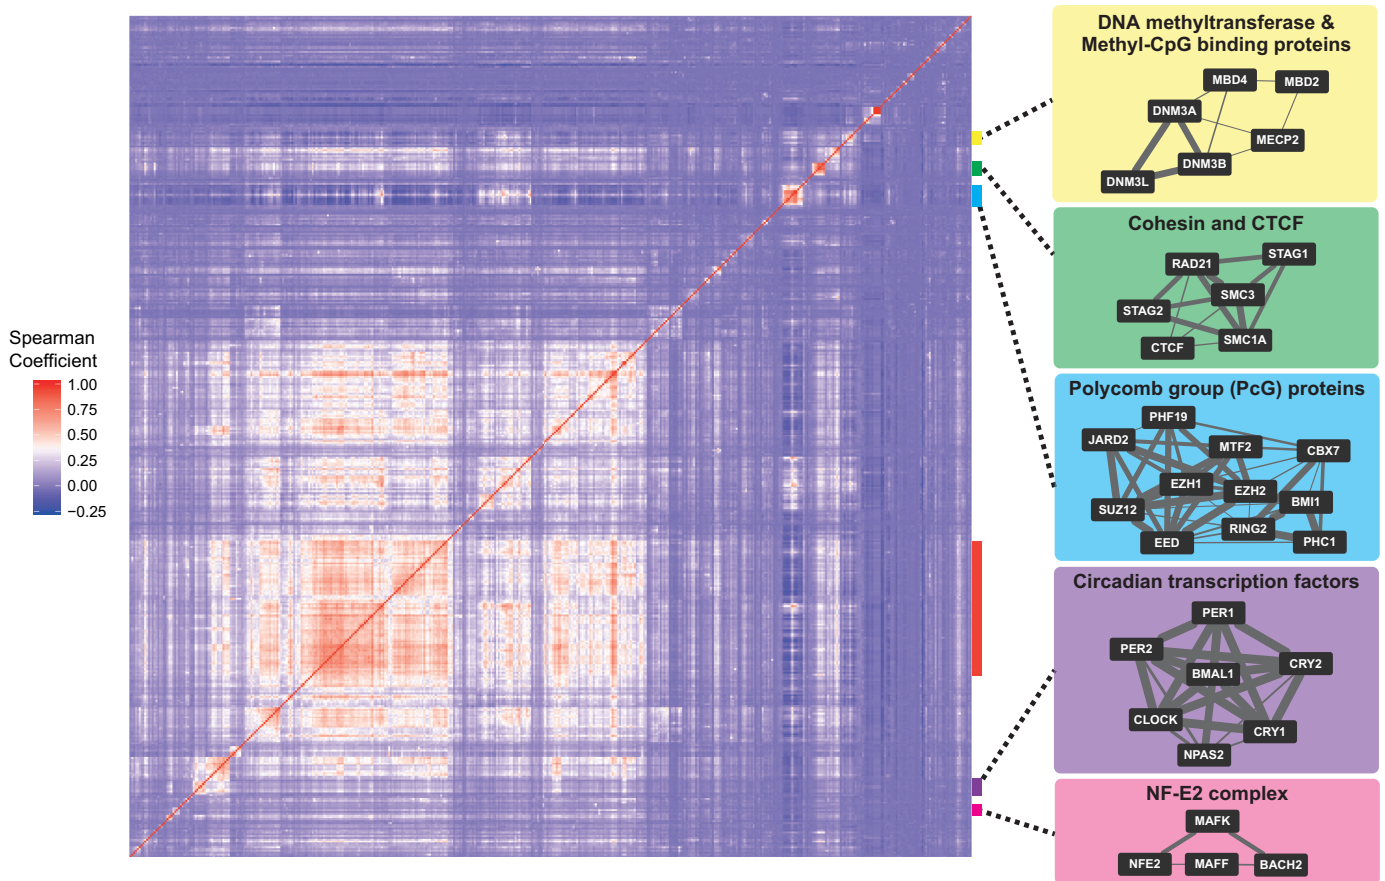 Spearman
Coefficient
1.00
0.75
0.50
0.25
0.00
−0.25
DNA methyltransferase &
Methyl-CpG binding proteins
MBD4
MBD2
DNM3A
MECP2
DNM3B
DNM3L
Cohesin and CTCF
STAG1
RAD21
SMC3
STAG2
SMC1A
CTCF
Polycomb group (PcG) proteins
PHF19
JARD2
MTF2
CBX7
EZH1
EZH2
BMI1
SUZ12
RING2
EED
PHC1
Circadian transcription factors
PER1
PER2
CRY2
BMAL1
CLOCK
CRY1
NPAS2
NF-E2 complex
MAFK
NFE2
MAFF
BACH2